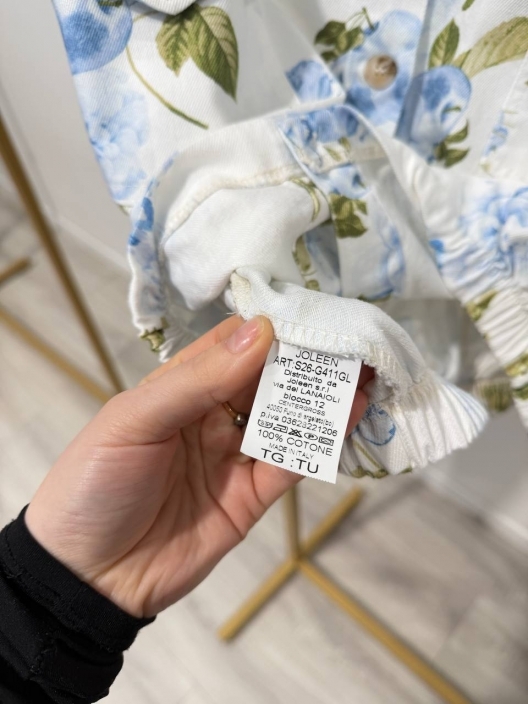 JOLEEN
ART:S26-G411GL
Distribuito da
Joleen s.r.l
via dei LANAIOLI
blocco 12
CENTERGROSS
40050 Funo di argelato(bo)
p.iva 03623221206
100% COTONE
MADE IN ITALY
TG :TU